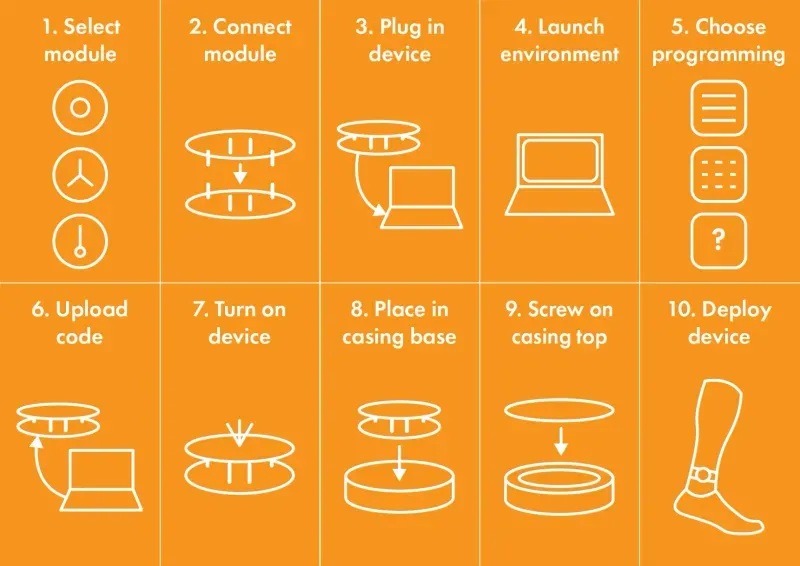 1. Select
module
2. Connect
module
3. Plug in
device
4. Launch
environment
5. Choose
programming
?
6. Upload
code
7. Turn on
device
8. Place in
casing base
9. Screw on
casing top
10. Deploy
device